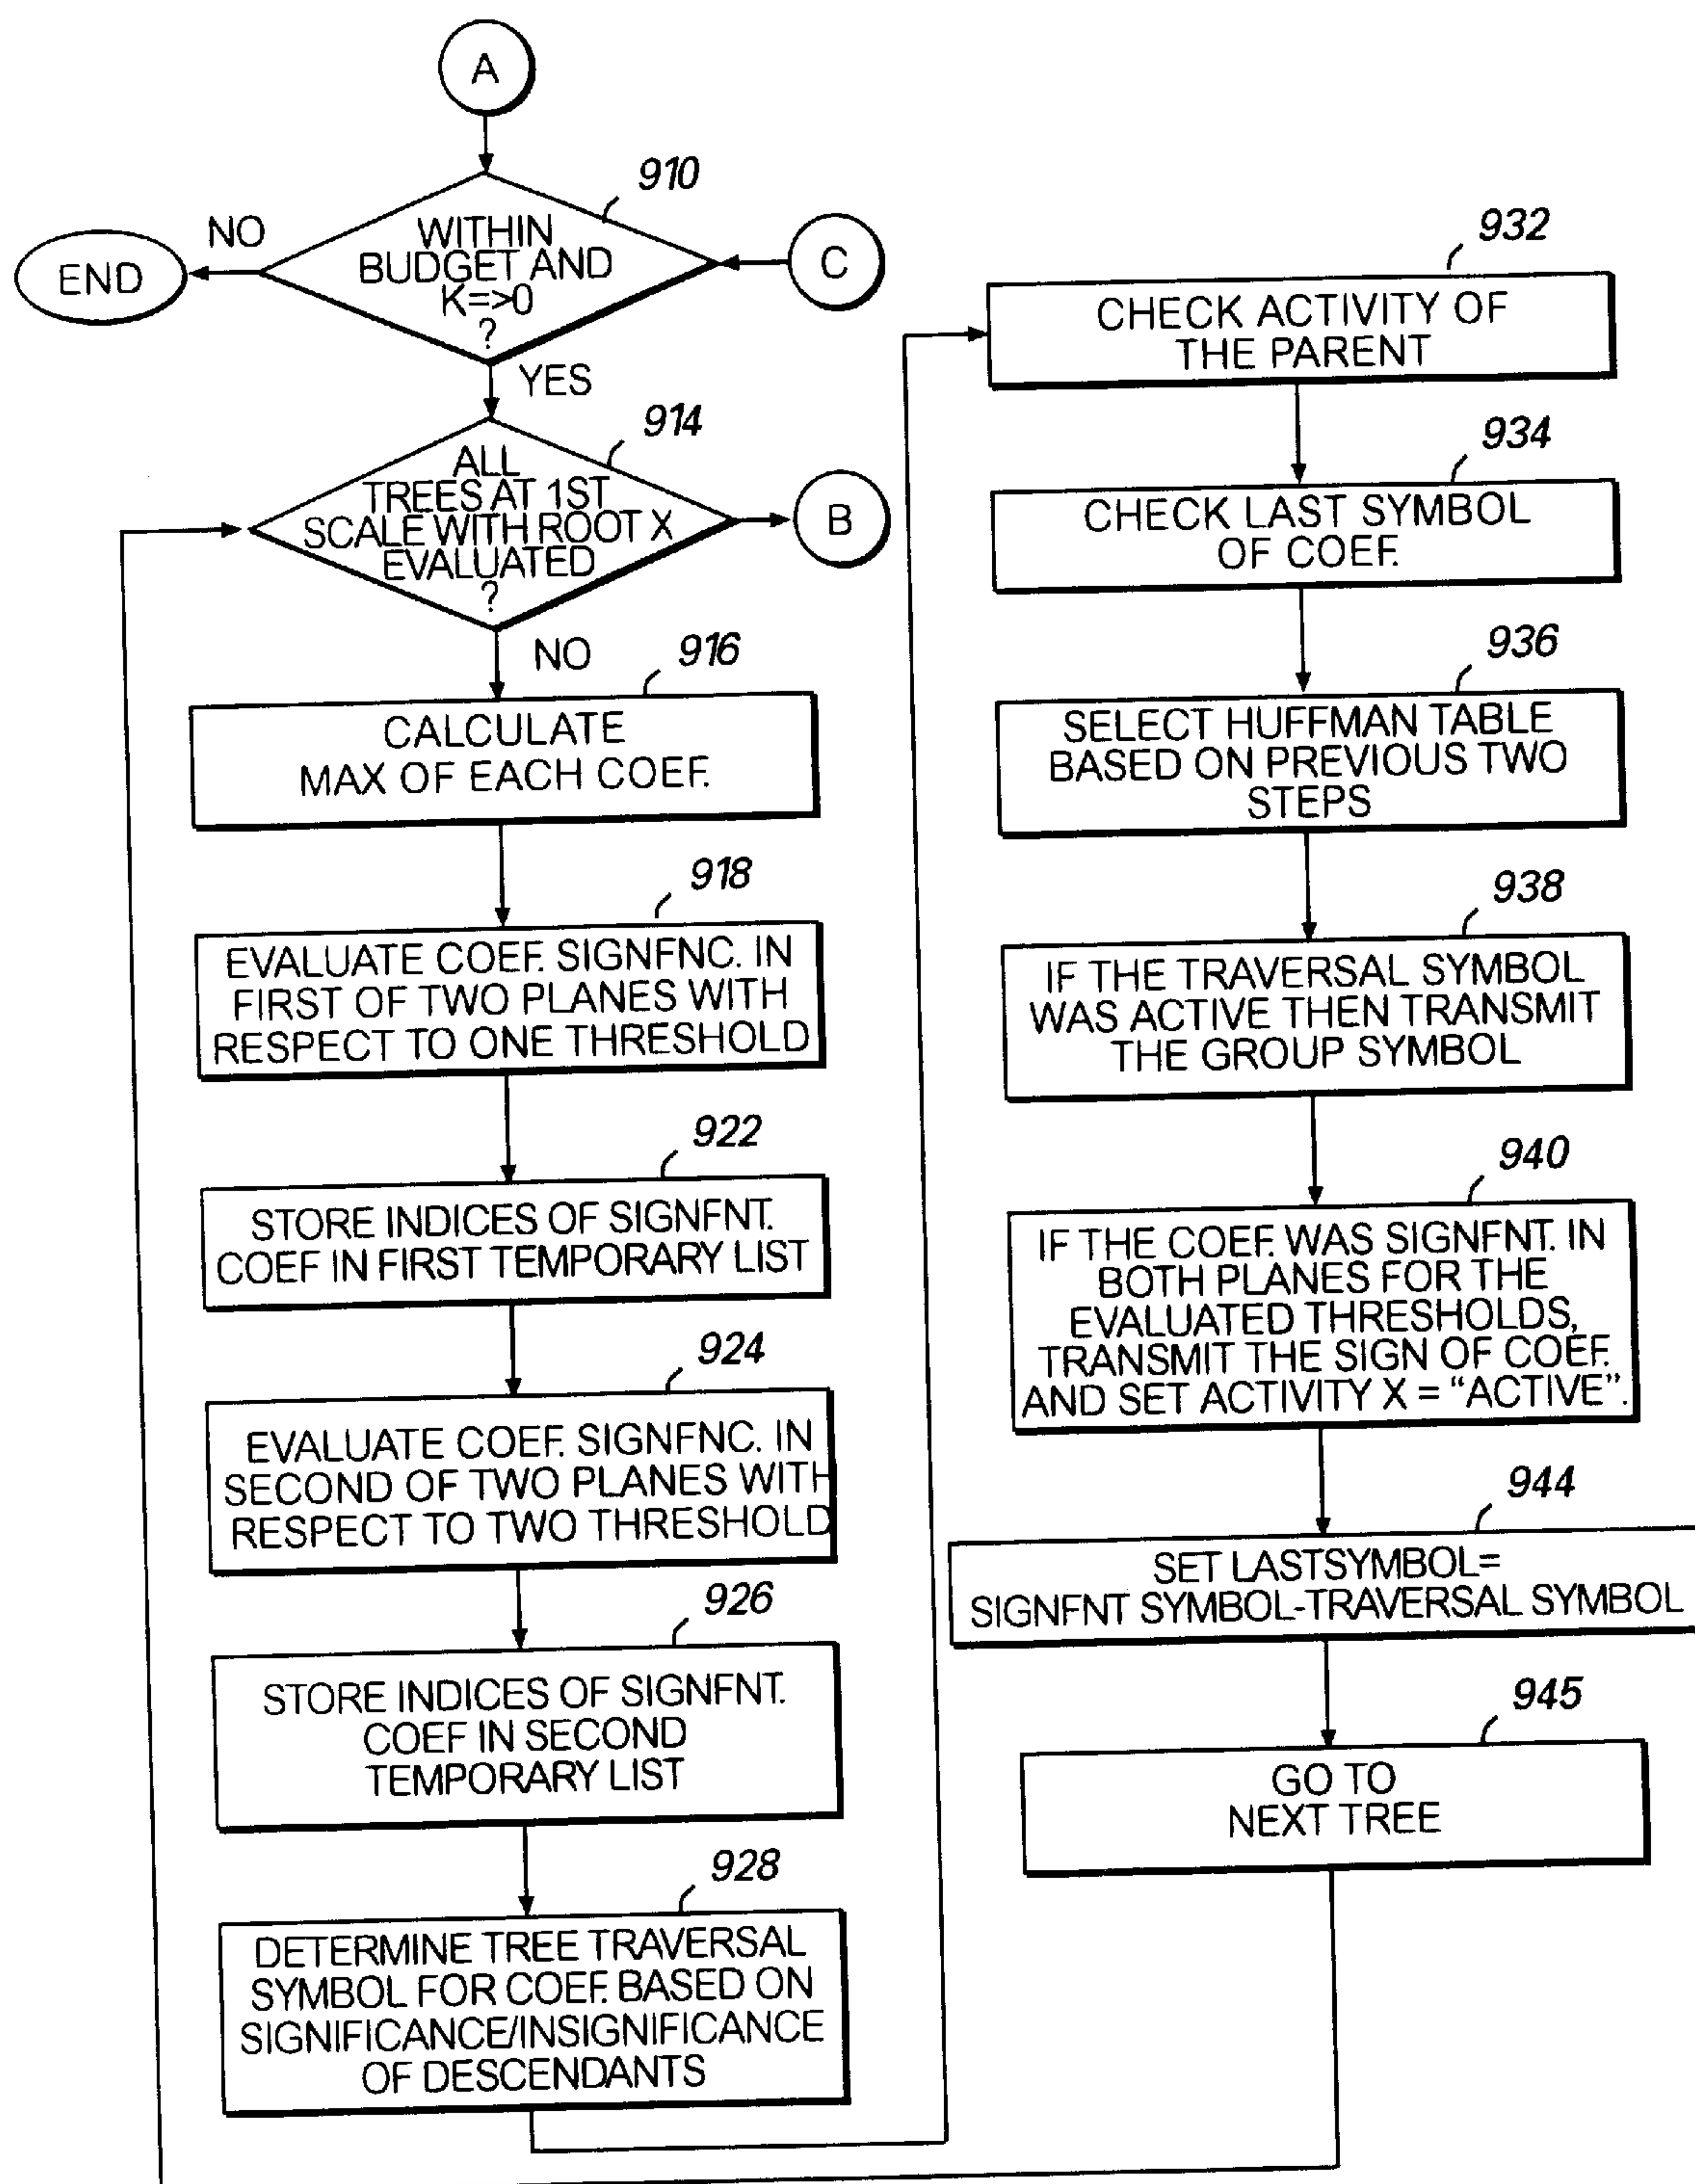 A
910
WITHIN
BUDGET AND
K=>0
?
NO
END
C
YES
914
ALL
TREES AT 1ST
SCALE WITH ROOT X
EVALUATED
?
B
NO
916
CALCULATE
MAX OF EACH COEF.
918
EVALUATE COEF. SIGNFNC. IN
FIRST OF TWO PLANES WITH
RESPECT TO ONE THRESHOLD
922
STORE INDICES OF SIGNFNT.
COEF IN FIRST TEMPORARY LIST
924
EVALUATE COEF. SIGNFNC. IN
SECOND OF TWO PLANES WITH
RESPECT TO TWO THRESHOLD
926
STORE INDICES OF SIGNFNT.
COEF IN SECOND
TEMPORARY LIST
928
DETERMINE TREE TRAVERSAL
SYMBOL FOR COEF. BASED ON
SIGNIFICANCE/INSIGNIFICANCE
OF DESCENDANTS
932
CHECK ACTIVITY OF
THE PARENT
934
CHECK LAST SYMBOL
OF COEF.
936
SELECT HUFFMAN TABLE
BASED ON PREVIOUS TWO
STEPS
938
IF THE TRAVERSAL SYMBOL
WAS ACTIVE THEN TRANSMIT
THE GROUP SYMBOL
940
IF THE COEF. WAS SIGNFNT. IN
BOTH PLANES FOR THE
EVALUATED THRESHOLDS,
TRANSMIT THE SIGN OF COEF.
AND SET ACTIVITY X = "ACTIVE".
944
SET LASTSYMBOL=
SIGNFNT SYMBOL-TRAVERSAL SYMBOL
945
GO TO
NEXT TREE